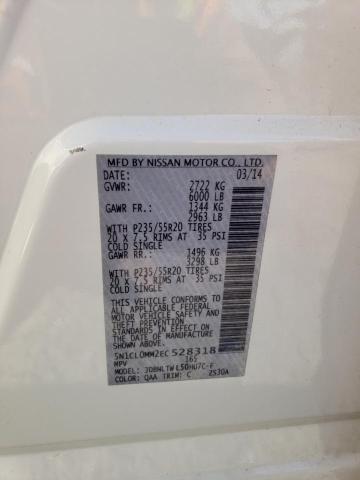 MFD BY NISSAN MOTOR CO., LTD.
DATE: 03/14
GVWR: 2722 KG
6000 LB
GAWR FR.: 1344 KG
2963 LB
WITH P235/55R20 TIRES
20 X 7.5 RIMS AT 35 PSI
COLD SINGLE
GAWR RR.: 1496 KG
3298 LB
WITH P235/55R20 TIRES
20 X 7.5 RIMS AT 35 PSI
COLD SINGLE
THIS VEHICLE CONFORMS TO ALL
APPLICABLE FEDERAL MOTOR
VEHICLE SAFETY AND THEFT
PREVENTION STANDARDS IN
EFFECT ON THE DATE OF
MANUFACTURE SHOWN ABOVE.
5N1CL0MM2EC528318
MPV 165
MODEL:
COLOR: QAA TRIM: C ZS30A